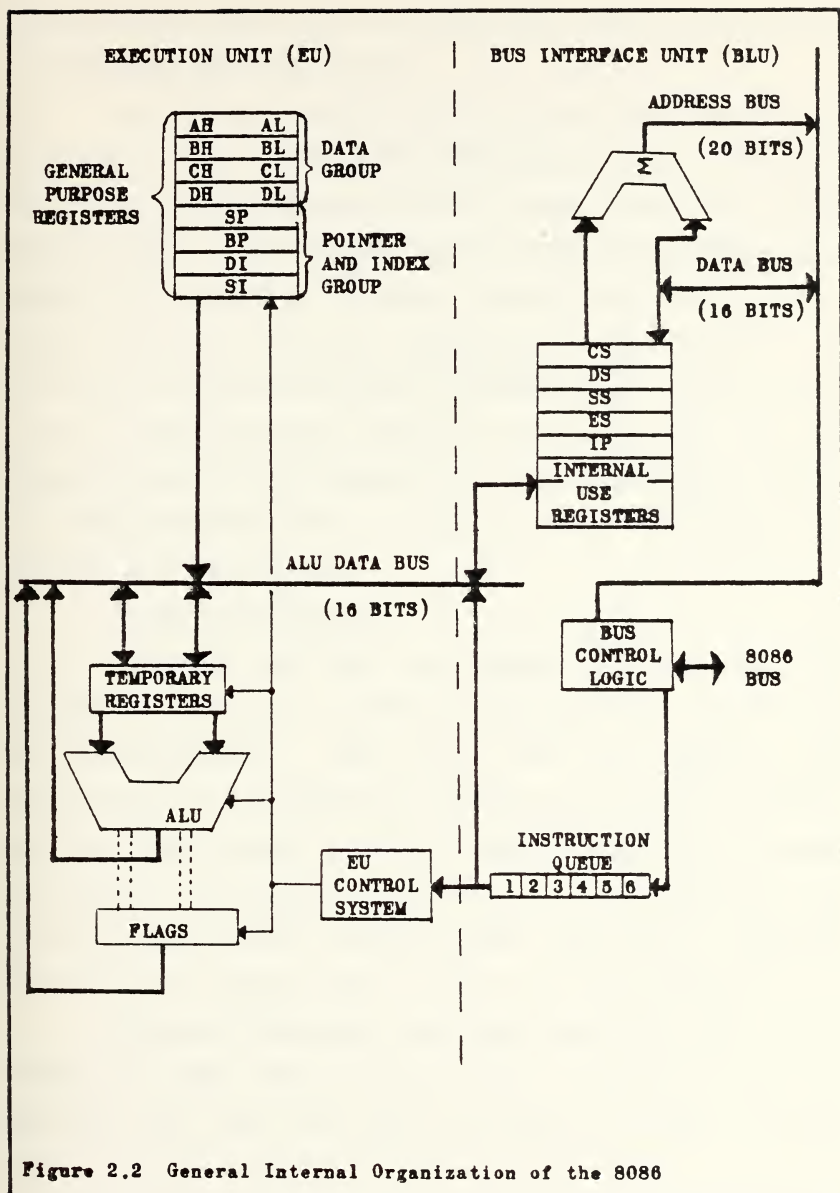 EXECUTION UNIT (EU)
BUS INTERFACE UNIT (BLU)
ADDRESS BUS
(20 BITS)
Σ
DATA BUS
(16 BITS)
GENERAL
PURPOSE
REGISTERS
AH AL
BH BL
CH CL
DH DL
SP
BP
DI
SI
DATA
GROUP
POINTER
AND INDEX
GROUP
CS
DS
SS
ES
IP
INTERNAL
USE
REGISTERS
ALU DATA BUS
(16 BITS)
TEMPORARY
REGISTERS
ALU
FLAGS
EU
CONTROL
SYSTEM
BUS
CONTROL
LOGIC
8086
BUS
INSTRUCTION
QUEUE
1 2 3 4 5 6
Figure 2.2 General Internal Organization of the 8086